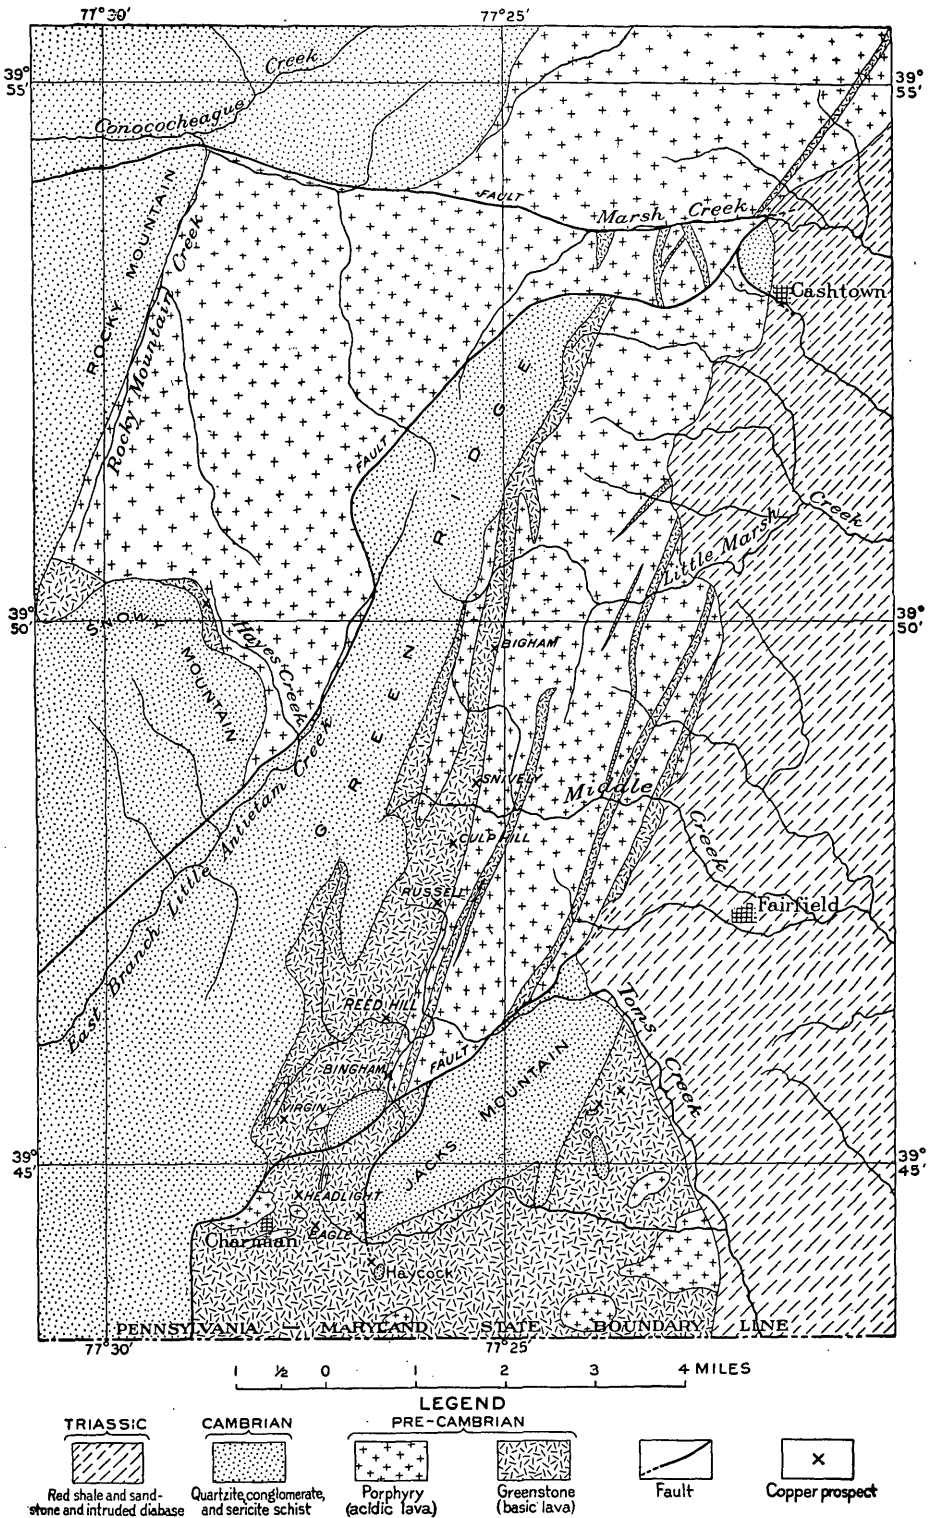 77°30' 77°25'
39°
55'
39°
55'
Conococheague Creek
FAULT
Marsh Creek
Cashtown
ROCKY MOUNTAIN
Rocky Mountain Creek
FAULT
GREEN RIDGE
Little Marsh Creek
39°
50'
39°
50'
SNOWY MOUNTAIN
Hayes Creek
BIGHAM
SNIVELY
Middle Creek
CULP HILL
RUSSELL
Fairfield
East Branch Little Antietam Creek
REED HILL
Toms Creek
BINGHAM
FAULT
VIRGIN
JACKS MOUNTAIN
39°
45'
39°
45'
HEADLIGHT
EAGLE
Charmian
Haycock
PENNSYLVANIA — MARYLAND STATE BOUNDARY LINE
77°30' 77°25'
1 ½ 0 1 2 3 4 MILES
LEGEND
TRIASSIC CAMBRIAN PRE-CAMBRIAN
Red shale and sand-
stone and intruded diabase
Quartzite, conglomerate,
and sericite schist
Porphyry
(acidic lava)
Greenstone
(basic lava)
Fault
Copper prospect